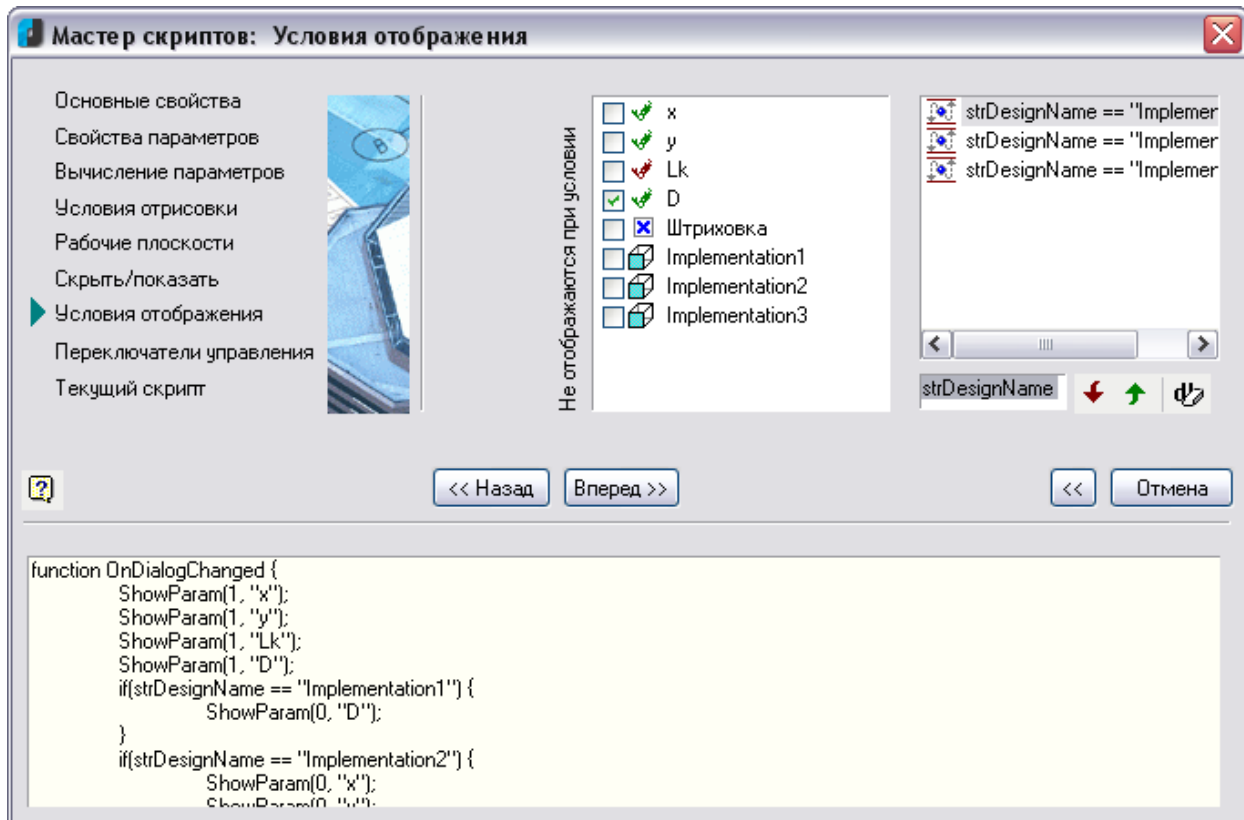 Мастер скриптов: Условия отображения
Основные свойства
Свойства параметров
Вычисление параметров
Условия отрисовки
Рабочие плоскости
Скрыть/показать
Условия отображения
Переключатели управления
Текущий скрипт
Не отображаются при условии
x
y
Lk
D
Штриховка
Implementation1
Implementation2
Implementation3
strDesignName == "Implemer
strDesignName == "Implemer
strDesignName == "Implemer
strDesignName
<< Назад
Вперед >>
<<
Отмена
function OnDialogChanged {
ShowParam(1, "x");
ShowParam(1, "y");
ShowParam(1, "Lk");
ShowParam(1, "D");
if(strDesignName == "Implementation1") {
ShowParam(0, "D");
}
if(strDesignName == "Implementation2") {
ShowParam(0, "x");
ShowParam(0, "y");